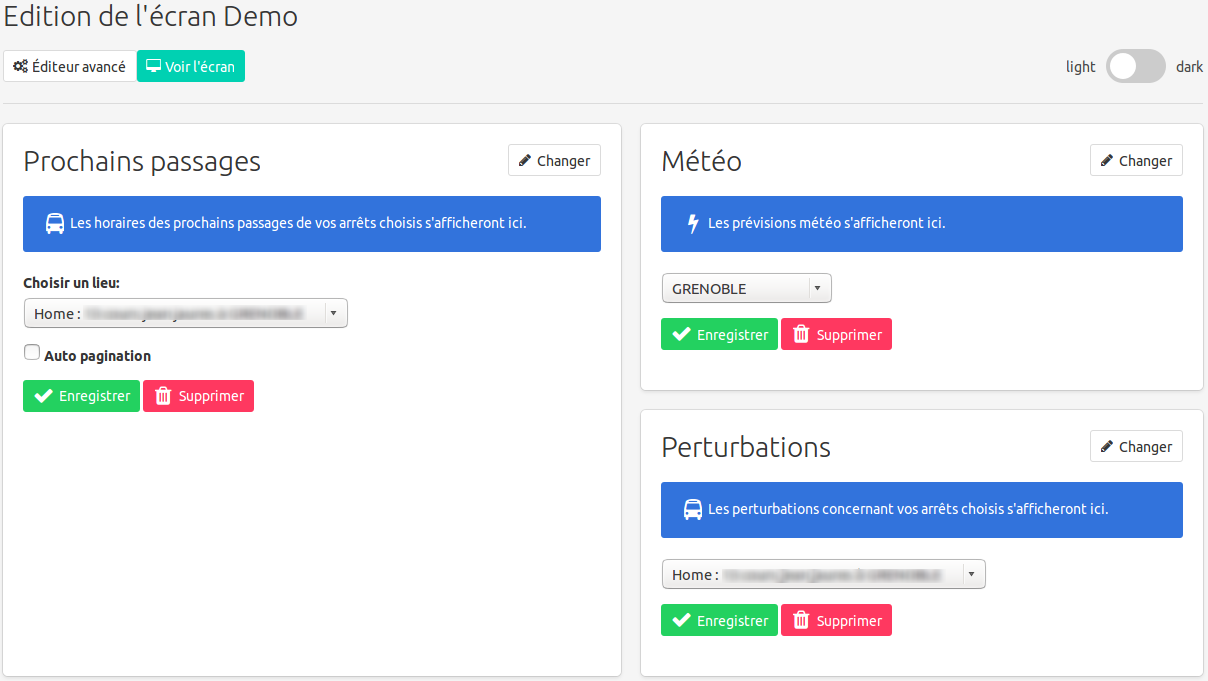 Edition de l'écran Demo
Éditeur avancé
Voir l'écran
light
dark
Prochains passages
Changer
Les horaires des prochains passages de vos arrêts choisis s'afficheront ici.
Choisir un lieu:
Home :
Auto pagination
Enregistrer
Supprimer
Météo
Changer
Les prévisions météo s'afficheront ici.
GRENOBLE
Enregistrer
Supprimer
Perturbations
Changer
Les perturbations concernant vos arrêts choisis s'afficheront ici.
Home :
Enregistrer
Supprimer